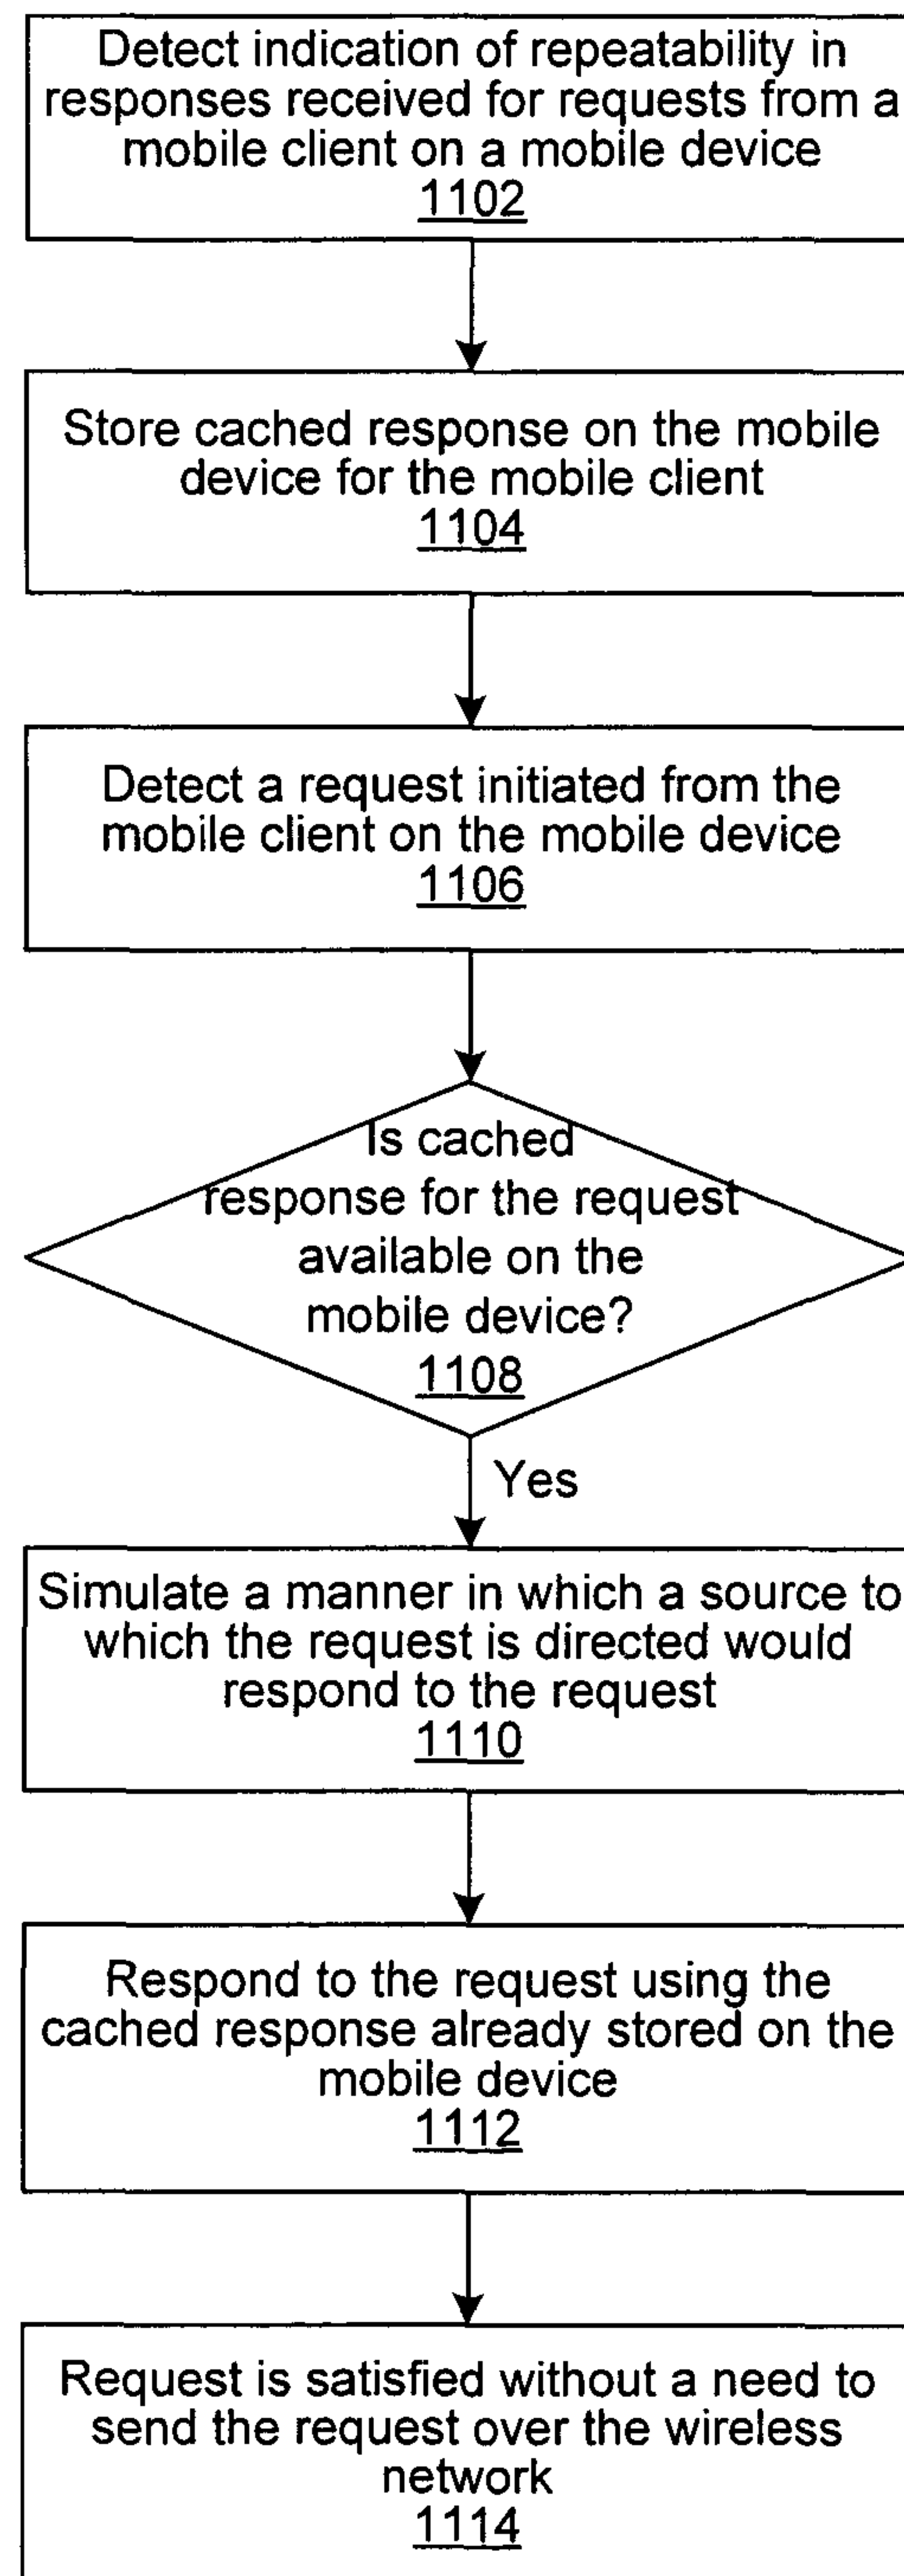 Detect indication of repeatability in
responses received for requests from a
mobile client on a mobile device
1102
Store cached response on the mobile
device for the mobile client
1104
Detect a request initiated from the
mobile client on the mobile device
1106
Is cached
response for the request
available on the
mobile device?
1108
Yes
Simulate a manner in which a source to
which the request is directed would
respond to the request
1110
Respond to the request using the
cached response already stored on the
mobile device
1112
Request is satisfied without a need to
send the request over the wireless
network
1114